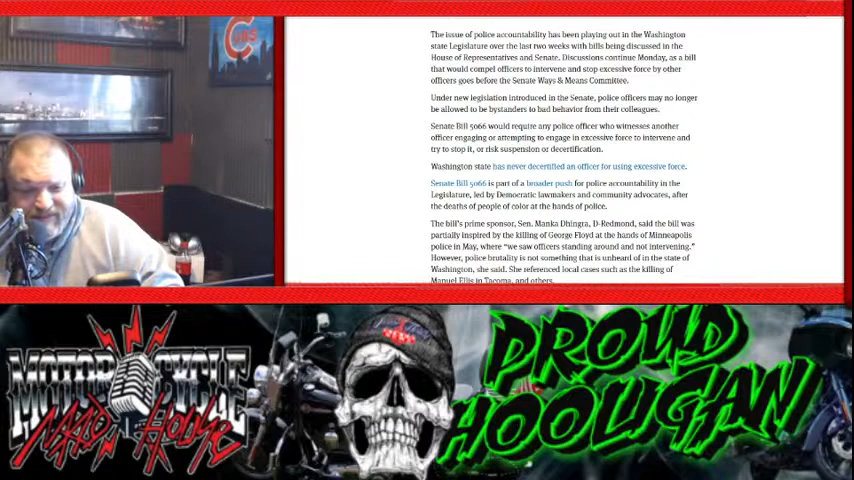 The issue of police accountability has been playing out in the Washington
state Legislature over the last two weeks with bills being discussed in the
House of Representatives and Senate. Discussions continue Monday, as a bill
that would compel officers to intervene and stop excessive force by other
officers goes before the Senate Ways & Means Committee.
Under new legislation introduced in the Senate, police officers may no longer
be allowed to be bystanders to bad behavior from their colleagues.
Senate Bill 5066 would require any police officer who witnesses another
officer engaging or attempting to engage in excessive force to intervene and
try to stop it, or risk suspension or decertification.
Washington state has never decertified an officer for using excessive force.
Senate Bill 5066 is part of a broader push for police accountability in the
Legislature, led by Democratic lawmakers and community advocates, after
the deaths of people of color at the hands of police.
The bill's prime sponsor, Sen. Manka Dhingra, D-Redmond, said the bill was
partially inspired by the killing of George Floyd at the hands of Minneapolis
police in May, where “we saw officers standing around and not intervening.”
However, police brutality is not something that is unheard of in the state of
Washington, she said. She referenced local cases such as the killing of
Manuel Ellis in Tacoma, and others.
CUBS
MOTORCYCLE
MAD House
PROUD
HOOLIGAN